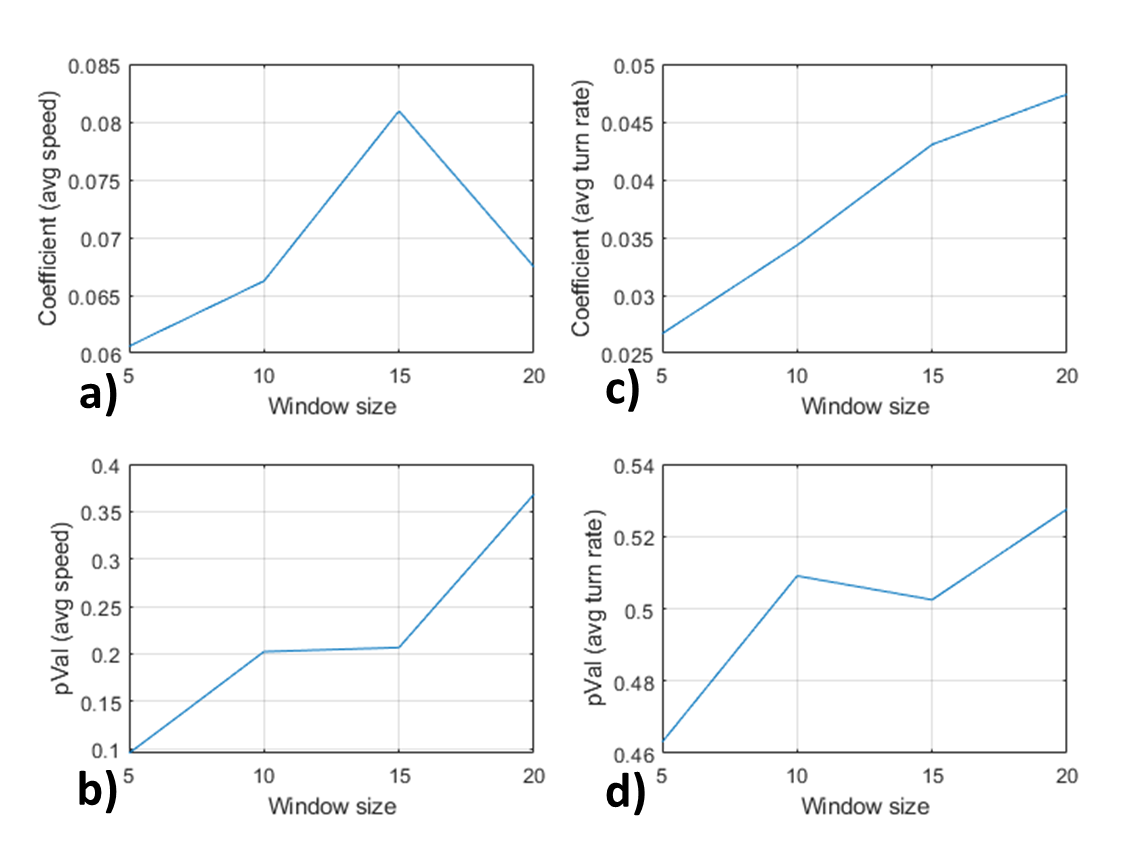 Coefficient (avg speed)
0.085
0.08
0.075
0.07
0.065
0.06
5 10 15 20
Window size
a)
Coefficient (avg turn rate)
0.05
0.045
0.04
0.035
0.03
0.025
5 10 15 20
Window size
c)
pVal (avg speed)
0.4
0.35
0.3
0.25
0.2
0.15
0.1
5 10 15 20
Window size
b)
pVal (avg turn rate)
0.54
0.52
0.5
0.48
0.46
5 10 15 20
Window size
d)